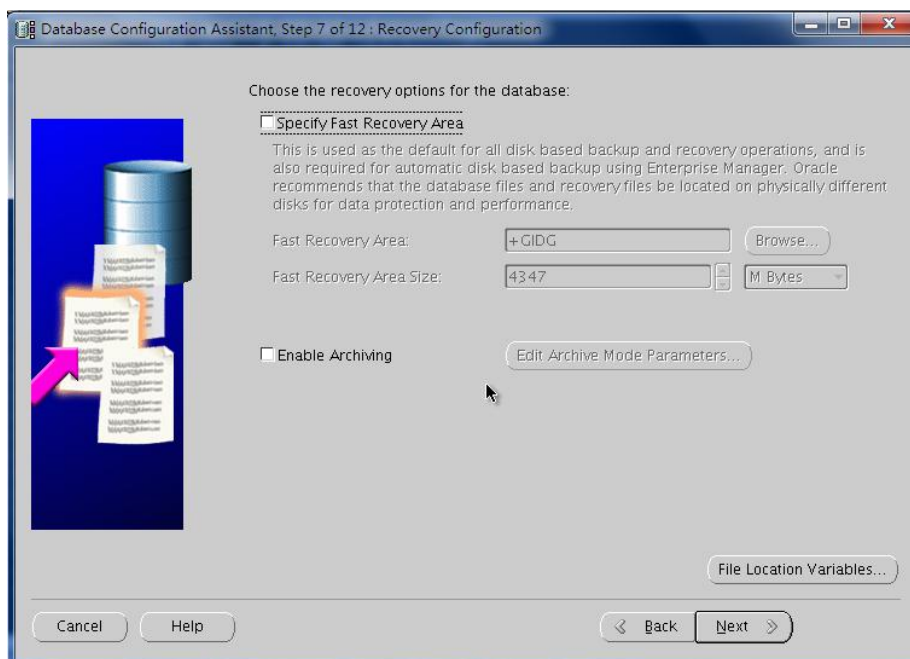 Database Configuration Assistant, Step 7 of 12 : Recovery Configuration
Choose the recovery options for the database:
Specify Fast Recovery Area
This is used as the default for all disk based backup and recovery operations, and is
also required for automatic disk based backup using Enterprise Manager. Oracle
recommends that the database files and recovery files be located on physically different
disks for data protection and performance.
Fast Recovery Area: +GIDG Browse...
Fast Recovery Area Size: 4347 M Bytes
Enable Archiving Edit Archive Mode Parameters...
File Location Variables...
Cancel Help Back Next